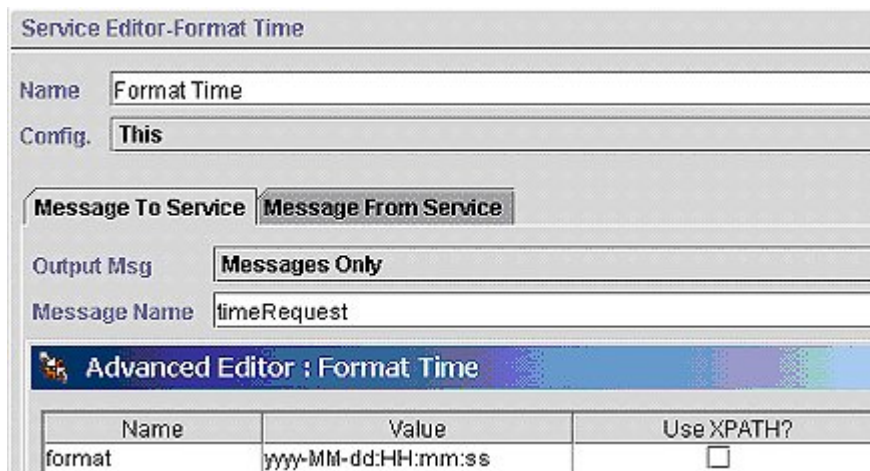 Service Editor-Format Time
Name Format Time
Config. This
Message To Service Message From Service
Output Msg Messages Only
Message Name timeRequest
Advanced Editor : Format Time
Name Value Use XPATH?
format yyyy-MM-dd:HH:mm:ss